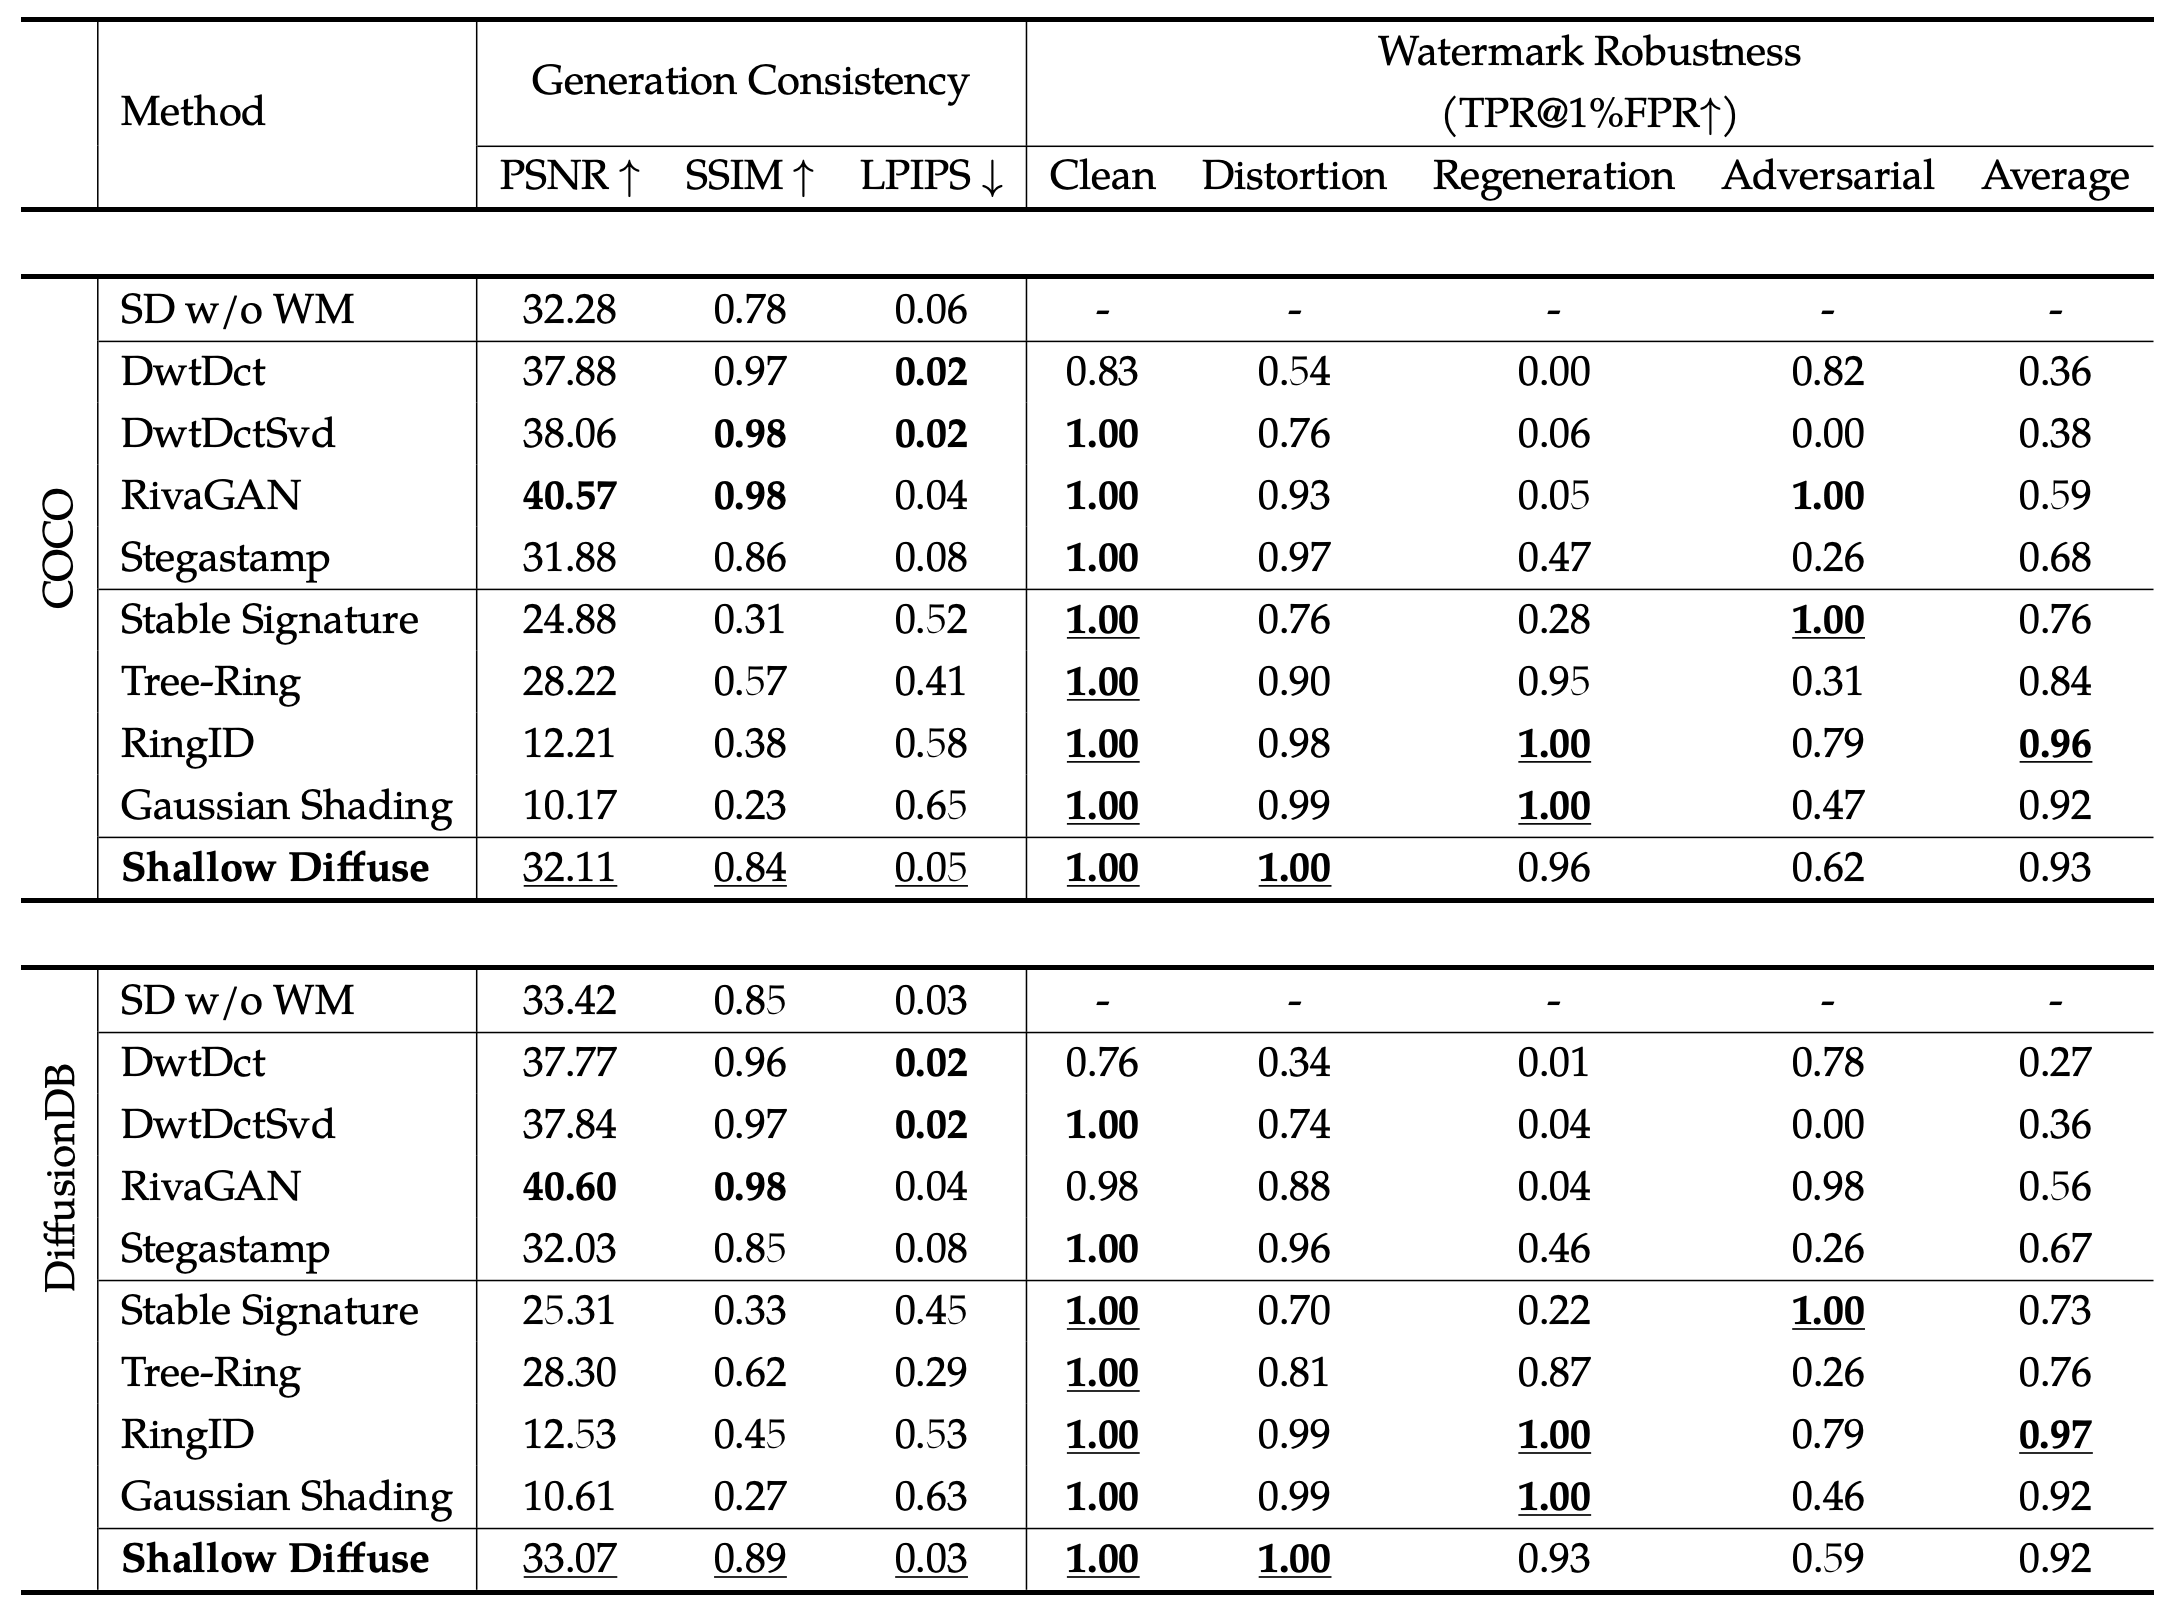 Method Generation Consistency Watermark Robustness
(TPR@1%FPR↑)
PSNR ↑ SSIM ↑ LPIPS ↓ Clean Distortion Regeneration Adversarial Average
COCO
SD w/o WM 32.28 0.78 0.06 - - - - -
DwtDct 37.88 0.97 0.02 0.83 0.54 0.00 0.82 0.36
DwtDctSvd 38.06 0.98 0.02 1.00 0.76 0.06 0.00 0.38
RivaGAN 40.57 0.98 0.04 1.00 0.93 0.05 1.00 0.59
Stegastamp 31.88 0.86 0.08 1.00 0.97 0.47 0.26 0.68
Stable Signature 24.88 0.31 0.52 1.00 0.76 0.28 1.00 0.76
Tree-Ring 28.22 0.57 0.41 1.00 0.90 0.95 0.31 0.84
RingID 12.21 0.38 0.58 1.00 0.98 1.00 0.79 0.96
Gaussian Shading 10.17 0.23 0.65 1.00 0.99 1.00 0.47 0.92
Shallow Diffuse 32.11 0.84 0.05 1.00 1.00 0.96 0.62 0.93
DiffusionDB
SD w/o WM 33.42 0.85 0.03 - - - - -
DwtDct 37.77 0.96 0.02 0.76 0.34 0.01 0.78 0.27
DwtDctSvd 37.84 0.97 0.02 1.00 0.74 0.04 0.00 0.36
RivaGAN 40.60 0.98 0.04 0.98 0.88 0.04 0.98 0.56
Stegastamp 32.03 0.85 0.08 1.00 0.96 0.46 0.26 0.67
Stable Signature 25.31 0.33 0.45 1.00 0.70 0.22 1.00 0.73
Tree-Ring 28.30 0.62 0.29 1.00 0.81 0.87 0.26 0.76
RingID 12.53 0.45 0.53 1.00 0.99 1.00 0.79 0.97
Gaussian Shading 10.61 0.27 0.63 1.00 0.99 1.00 0.46 0.92
Shallow Diffuse 33.07 0.89 0.03 1.00 1.00 0.93 0.59 0.92